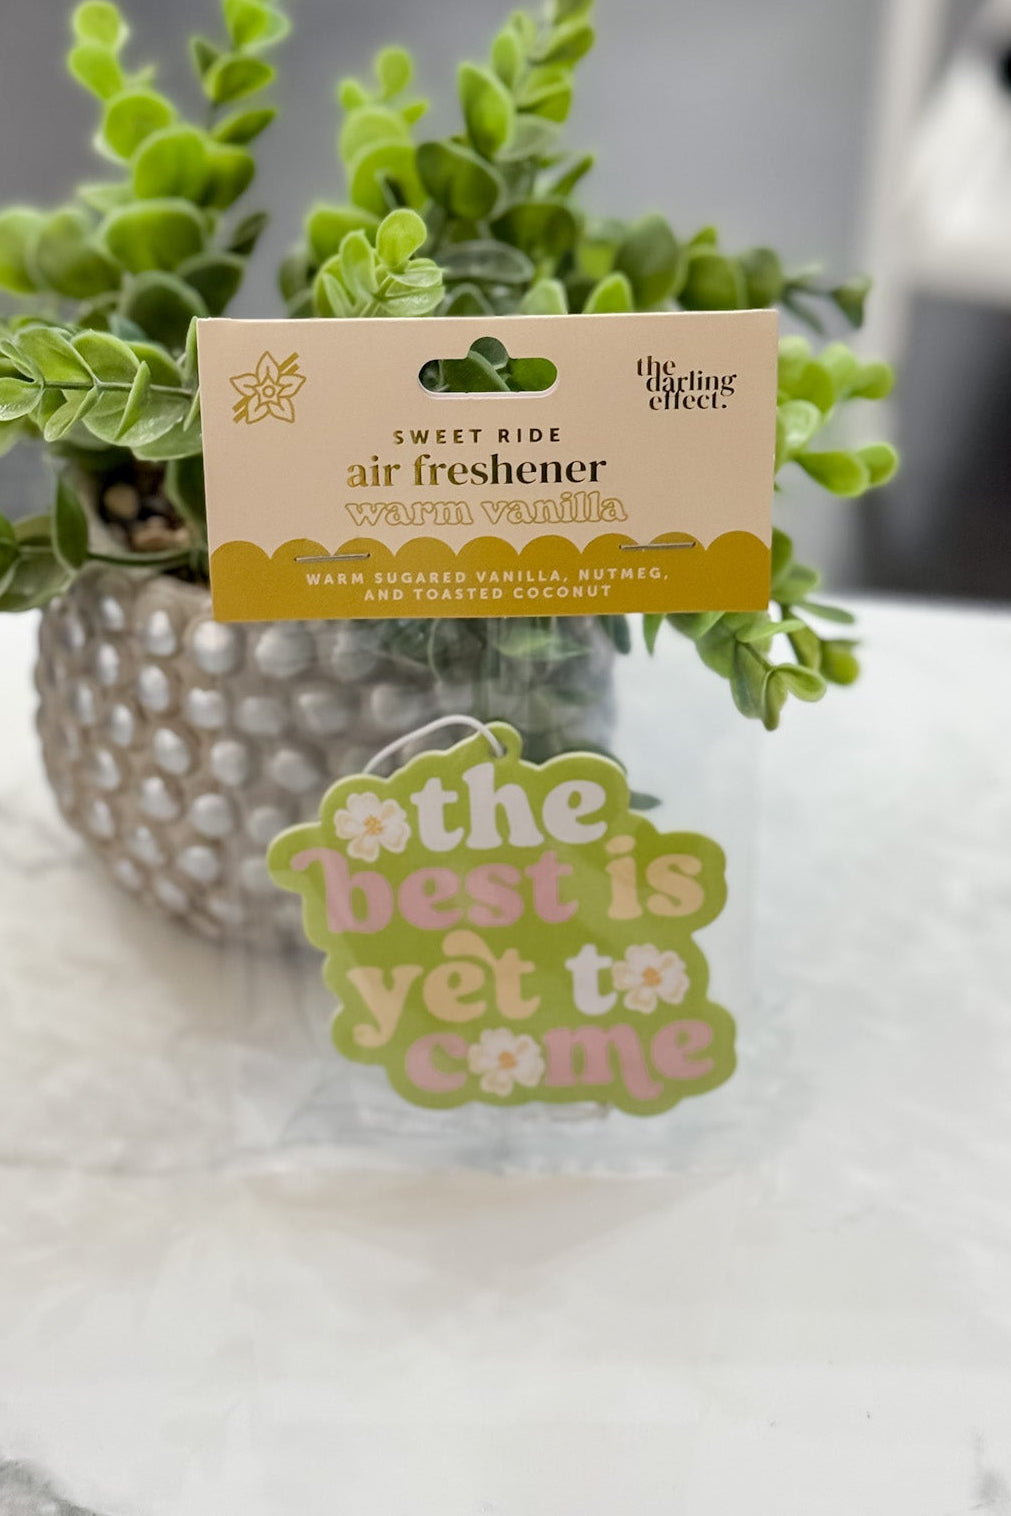 the
darling
effect.
SWEET RIDE
air freshener
warm vanilla
WARM SUGARED VANILLA, NUTMEG,
AND TOASTED COCONUT
the
best is
yet to
come